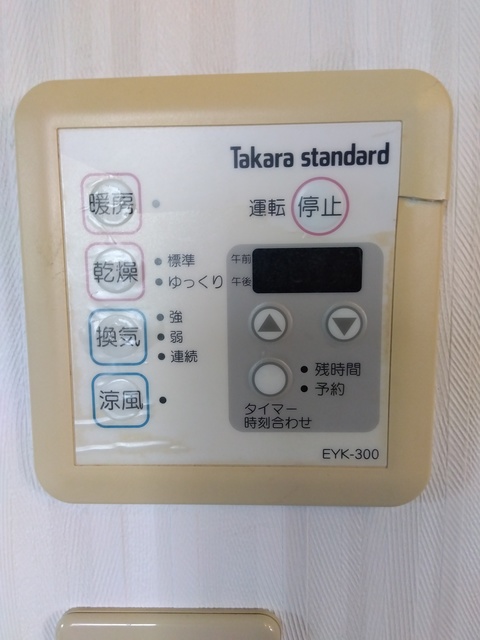 Takara standard
暖房
運転 停止
乾燥
標準
ゆっくり
換気
強
弱
連続
涼風
午前
午後
▲ ▼
残時間
予約
タイマー
時刻合わせ
EYK-300